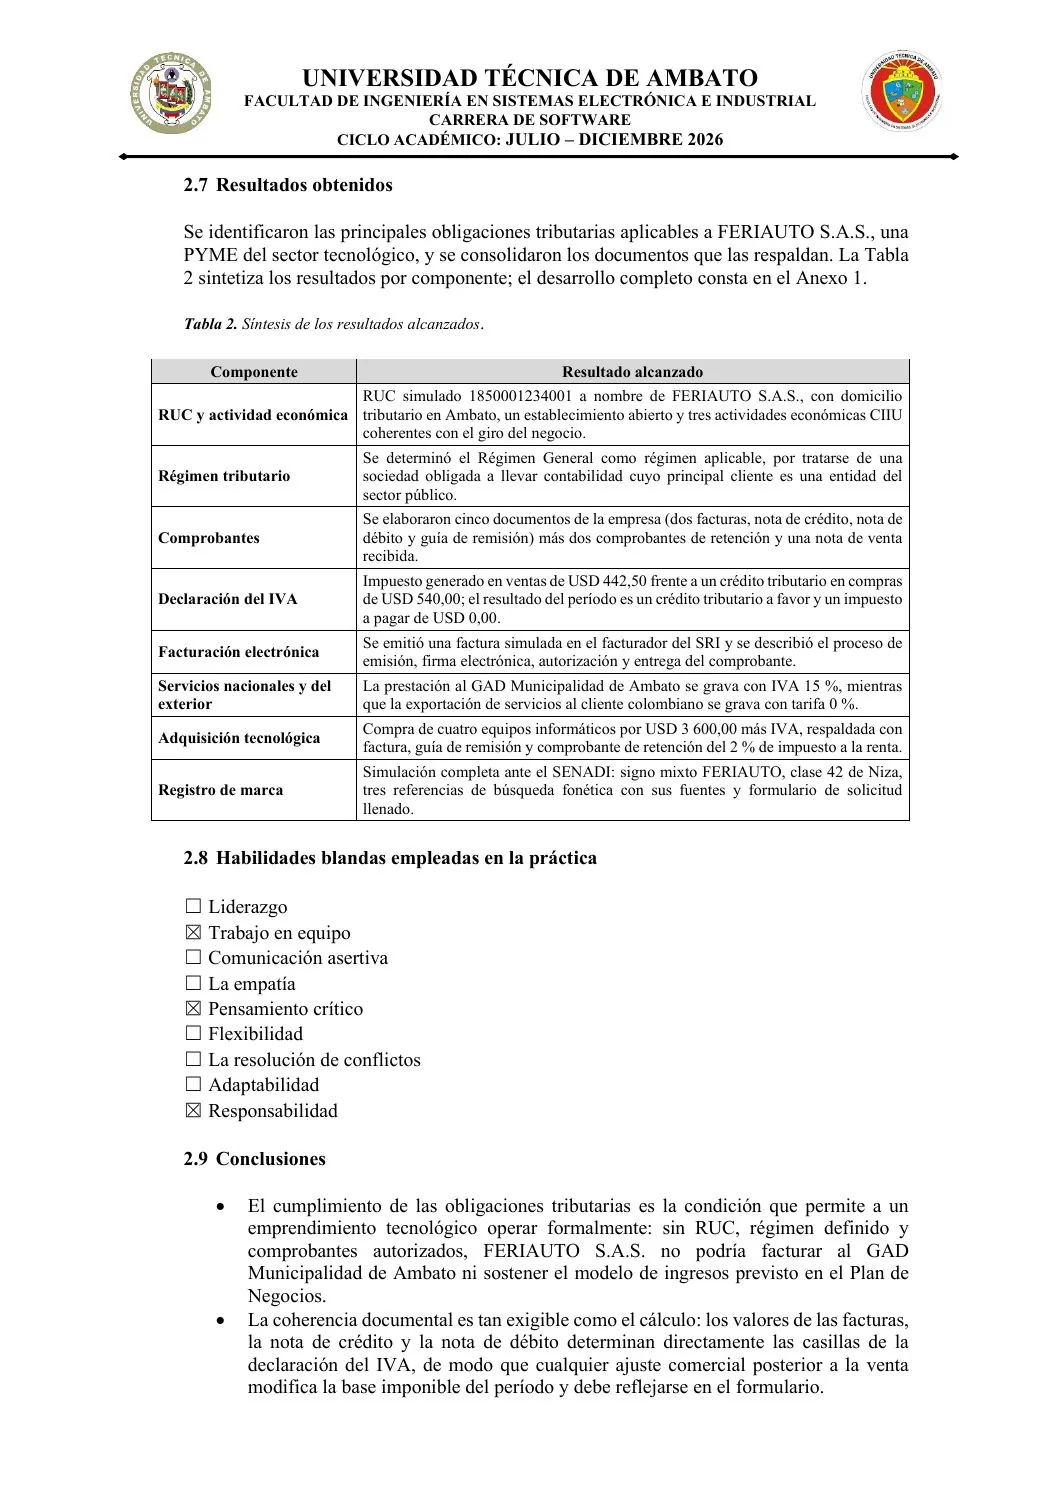 UNIVERSIDAD TÉCNICA DE AMBATO
FACULTAD DE INGENIERÍA EN SISTEMAS ELECTRÓNICA E INDUSTRIAL
CARRERA DE SOFTWARE
CICLO ACADÉMICO: JULIO – DICIEMBRE 2026
2.7 Resultados obtenidos
Se identificaron las principales obligaciones tributarias aplicables a FERIAUTO S.A.S., una
PYME del sector tecnológico, y se consolidaron los documentos que las respaldan. La Tabla
2 sintetiza los resultados por componente; el desarrollo completo consta en el Anexo 1.
Tabla 2. Síntesis de los resultados alcanzados.
Componente
Resultado alcanzado
RUC y actividad económica
RUC simulado 1850001234001 a nombre de FERIAUTO S.A.S., con domicilio
tributario en Ambato, un establecimiento abierto y tres actividades económicas CIIU
coherentes con el giro del negocio.
Régimen tributario
Se determinó el Régimen General como régimen aplicable, por tratarse de una
sociedad obligada a llevar contabilidad cuyo principal cliente es una entidad del
sector público.
Comprobantes
Se elaboraron cinco documentos de la empresa (dos facturas, nota de crédito, nota de
débito y guía de remisión) más dos comprobantes de retención y una nota de venta
recibida.
Declaración del IVA
Impuesto generado en ventas de USD 442,50 frente a un crédito tributario en compras
de USD 540,00; el resultado del período es un crédito tributario a favor y un impuesto
a pagar de USD 0,00.
Facturación electrónica
Se emitió una factura simulada en el facturador del SRI y se describió el proceso de
emisión, firma electrónica, autorización y entrega del comprobante.
Servicios nacionales y del
exterior
La prestación al GAD Municipalidad de Ambato se grava con IVA 15 %, mientras
que la exportación de servicios al cliente colombiano se grava con tarifa 0 %.
Adquisición tecnológica
Compra de cuatro equipos informáticos por USD 3 600,00 más IVA, respaldada con
factura, guía de remisión y comprobante de retención del 2 % de impuesto a la renta.
Registro de marca
Simulación completa ante el SENADI: signo mixto FERIAUTO, clase 42 de Niza,
tres referencias de búsqueda fonética con sus fuentes y formulario de solicitud
llenado.
2.8 Habilidades blandas empleadas en la práctica
☐ Liderazgo
☒ Trabajo en equipo
☐ Comunicación asertiva
☐ La empatía
☒ Pensamiento crítico
☐ Flexibilidad
☐ La resolución de conflictos
☐ Adaptabilidad
☒ Responsabilidad
2.9 Conclusiones
• El cumplimiento de las obligaciones tributarias es la condición que permite a un
emprendimiento tecnológico operar formalmente: sin RUC, régimen definido y
comprobantes autorizados, FERIAUTO S.A.S. no podría facturar al GAD
Municipalidad de Ambato ni sostener el modelo de ingresos previsto en el Plan de
Negocios.
• La coherencia documental es tan exigible como el cálculo: los valores de las facturas,
la nota de crédito y la nota de débito determinan directamente las casillas de la
declaración del IVA, de modo que cualquier ajuste comercial posterior a la venta
modifica la base imponible del período y debe reflejarse en el formulario.